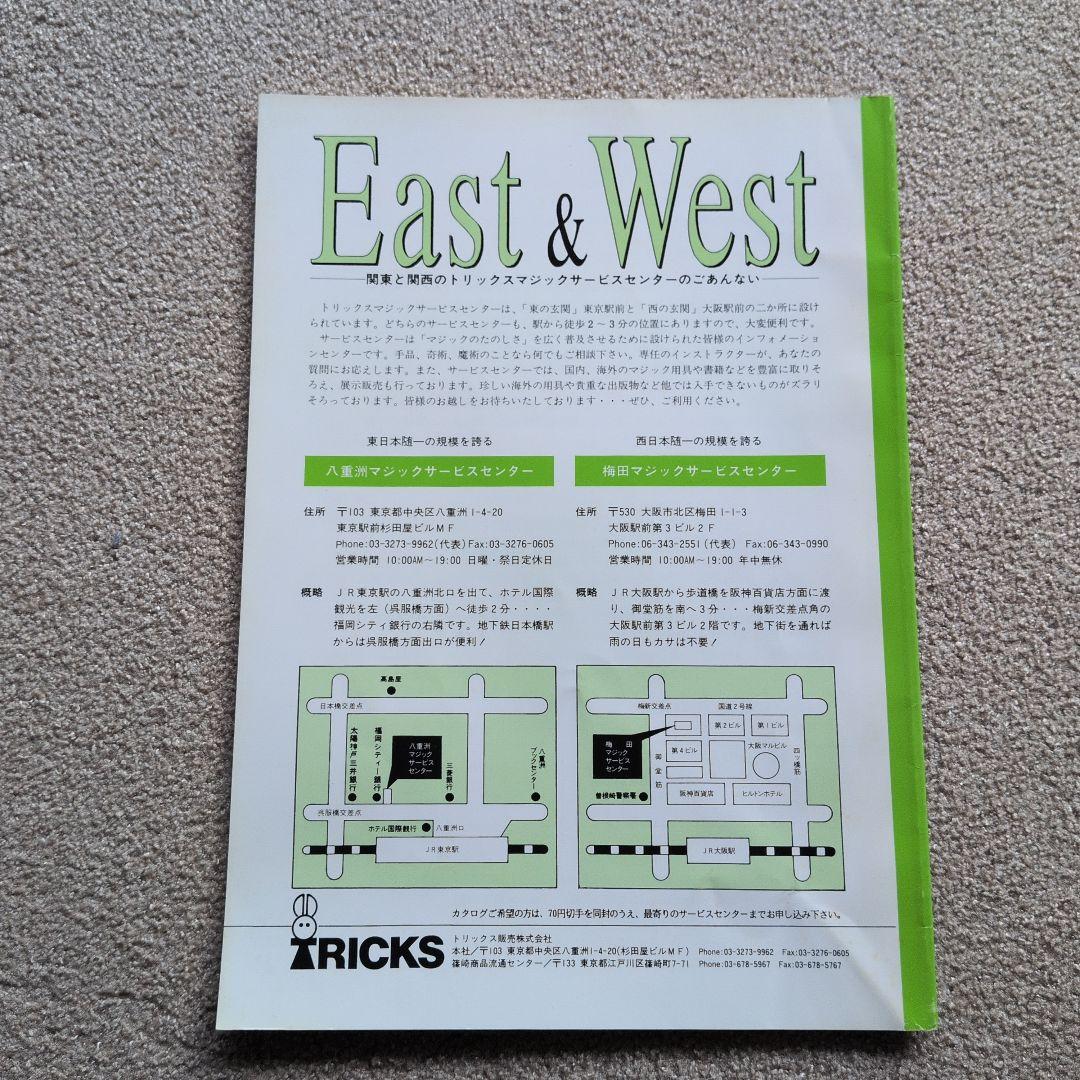 East & West
関東と関西のトリックスマジックサービスセンターのごあんない
トリックスマジックサービスセンターは、「東の玄関」東京駅前と「西の玄関」大阪駅前の二か所に設け
られています。どちらのサービスセンターも、駅から徒歩２～３分の位置にありますので、大変便利です。
サービスセンターは「マジックのたのしさ」を広く普及させるために設けられた皆様のインフォメーショ
ンセンターです。手品、奇術、魔術のことなら何でもご相談下さい。専任のインストラクターが、あなたの
質問にお応えします。また、サービスセンターでは、国内、海外のマジック用具や書籍などを豊富に取りそ
ろえ、展示販売も行っております。珍しい海外の用具や貴重な出版物など他では入手できないものがズラリ
そろっております。皆様のお越しをお待ちいたしております・・・ぜひ、ご利用ください。
東日本随一の規模を誇る
八重洲マジックサービスセンター
住所 〒103 東京都中央区八重洲1-4-20
東京駅前杉田屋ビルＭＦ
Phone:03-3273-9962(代表) Fax:03-3276-0605
営業時間 10:00AM～19:00 日曜・祭日定休日
概略 ＪＲ東京駅の八重洲北口を出て、ホテル国際
観光を左（呉服橋方面）へ徒歩２分・・・・
福岡シティ銀行の右隣です。地下鉄日本橋駅
からは呉服橋方面出口が便利！
西日本随一の規模を誇る
梅田マジックサービスセンター
住所 〒530 大阪市北区梅田1-1-3
大阪駅前第３ビル２Ｆ
Phone:06-343-2551(代表) Fax:06-343-0990
営業時間 10:00AM～19:00 年中無休
概略 ＪＲ大阪駅から歩道橋を阪神百貨店方面に渡
り、御堂筋を南へ３分・・・梅新交差点角の
大阪駅前第３ビル２階です。地下街を通れば
雨の日もカサは不要！
高島屋
日本橋交差点
太陽神戸三井銀行
福岡シティー銀行
八重洲
マジック
サービス
センター
三菱銀行
八重洲ブックセンター
呉服橋交差点
ホテル国際観行
八重洲口
ＪＲ東京駅
梅新交差点
国道２号線
梅田
マジック
サービス
センター
第２ビル
第１ビル
御堂筋
第４ビル
大阪マルビル
四ッ橋筋
曽根崎警察署
阪神百貨店
ヒルトンホテル
ＪＲ大阪駅
カタログご希望の方は、70円切手を同封のうえ、最寄りのサービスセンターまでお申し込み下さい。
TRICKS
トリックス販売株式会社
本社／〒103 東京都中央区八重洲1-4-20(杉田屋ビルＭＦ) Phone:03-3273-9962 Fax:03-3276-0605
篠崎商品流通センター／〒133 東京都江戸川区篠崎町7-71 Phone:03-678-5967 Fax:03-678-5767